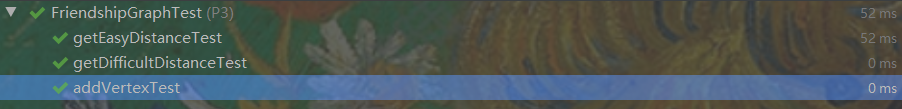 FriendshipGraphTest (P3) 52 ms
getEasyDistanceTest 52 ms
getDifficultDistanceTest 0 ms
addVertexTest 0 ms